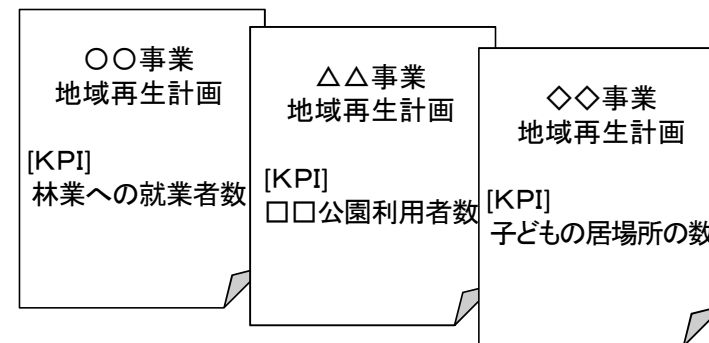 〇〇事業
地域再生計画
[KPI]
林業への就業者数
△△事業
地域再生計画
[KPI]
□□公園利用者数
◇◇事業
地域再生計画
[KPI]
子どもの居場所の数